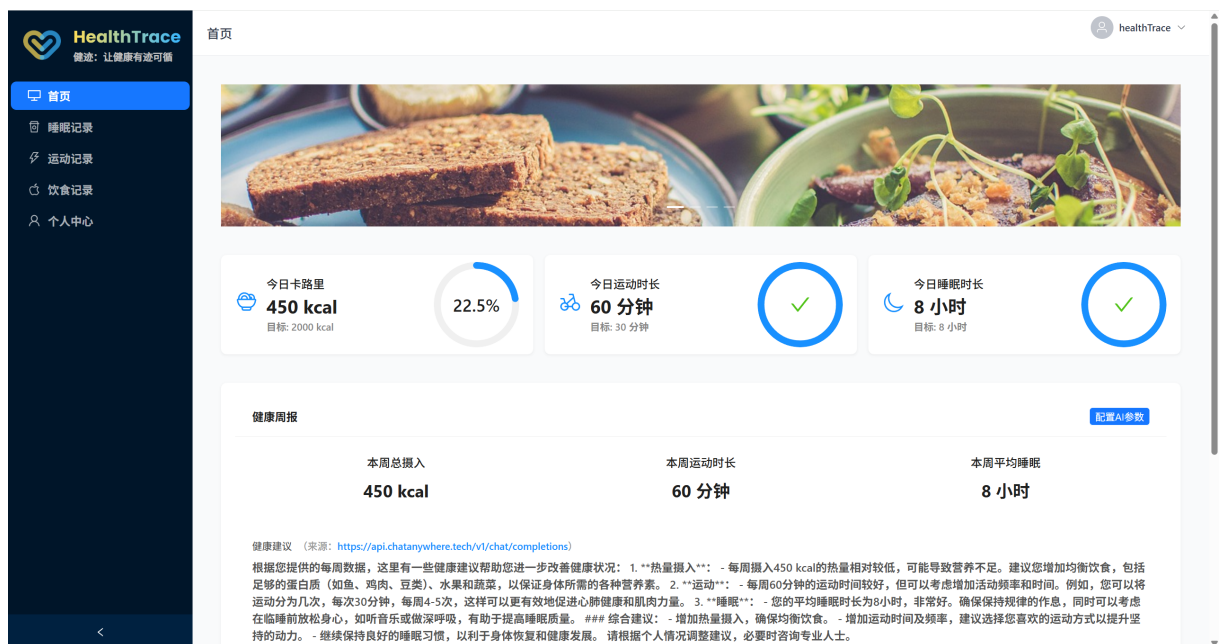 HealthTrace
健迹：让健康有迹可循
首页
睡眠记录
运动记录
饮食记录
个人中心
首页
healthTrace
今日卡路里
450 kcal
目标: 2000 kcal
22.5%
今日运动时长
60 分钟
目标: 30 分钟
今日睡眠时长
8 小时
目标: 8 小时
健康周报
配置AI参数
本周总摄入
450 kcal
本周运动时长
60 分钟
本周平均睡眠
8 小时
健康建议 （来源：https://api.chatanywhere.tech/v1/chat/completions）
根据您提供的每周数据，这里有一些健康建议帮助您进一步改善健康状况： 1. **热量摄入**： - 每周摄入450 kcal的热量相对较低，可能导致营养不足。建议您增加均衡饮食，包括
足够的蛋白质（如鱼、鸡肉、豆类）、水果和蔬菜，以保证身体所需的各种营养素。 2. **运动**： - 每周60分钟的运动时间较好，但可以考虑增加活动频率和时间。例如，您可以将
运动分为几次，每次30分钟，每周4-5次，这样可以更有效地促进心肺健康和肌肉力量。 3. **睡眠**： - 您的平均睡眠时长为8小时，非常好。确保保持规律的作息，同时可以考虑
在临睡前放松身心，如听音乐或做深呼吸，有助于提高睡眠质量。 ### 综合建议： - 增加热量摄入，确保均衡饮食。 - 增加运动时间及频率，建议选择您喜欢的运动方式以提升坚
持的动力。 - 继续保持良好的睡眠习惯，以利于身体恢复和健康发展。 请根据个人情况调整建议，必要时咨询专业人士。